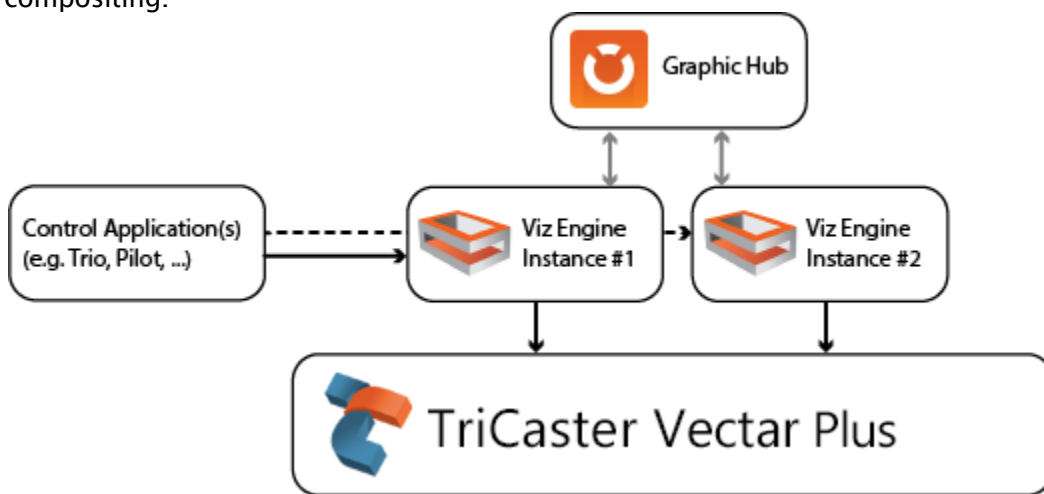 compositing.
Graphic Hub
Control Application(s)
(e.g. Trio, Pilot, ...)
Viz Engine
Instance #1
Viz Engine
Instance #2
TriCaster Vectar Plus